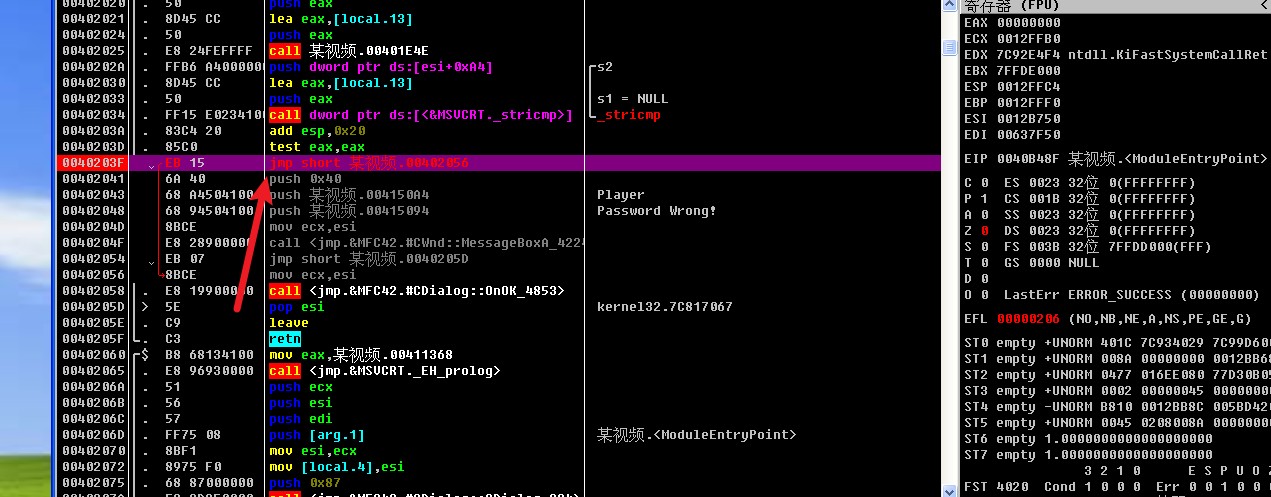 00402020 . 50 push eax
00402021 . 8D45 CC lea eax,[local.13]
00402024 . 50 push eax
00402025 . E8 24FEFFFF call 某视频.00401E4E
0040202A . FFB6 A400000 push dword ptr ds:[esi+0xA4] s2
00402030 . 8D45 CC lea eax,[local.13]
00402033 . 50 push eax s1 = NULL
00402034 . FF15 E0234100 call dword ptr ds:[<&MSVCRT._stricmp>] _stricmp
0040203A . 83C4 20 add esp,0x20
0040203D . 85C0 test eax,eax
0040203F EB 15 jmp short 某视频.00402056
00402041 6A 40 push 0x40
00402043 68 A4504100 push 某视频.004150A4 Player
00402048 68 94504100 push 某视频.00415094 Password Wrong!
0040204D 8BCE mov ecx,esi
0040204F E8 28900000 call <jmp.&MFC42.#CWnd::MessageBoxA_4224
00402054 EB 07 jmp short 某视频.0040205D
00402056 8BCE mov ecx,esi
00402058 . E8 19900000 call <jmp.&MFC42.#CDialog::OnOK_4853>
0040205D > 5E pop esi kernel32.7C817067
0040205E . C9 leave
0040205F . C3 retn
00402060 $ B8 68134100 mov eax,某视频.00411368
00402065 . E8 96930000 call <jmp.&MSVCRT._EH_prolog>
0040206A . 51 push ecx
0040206B . 56 push esi
0040206C . 57 push edi
0040206D . FF75 08 push [arg.1] 某视频.<ModuleEntryPoint>
00402070 . 8BF1 mov esi,ecx
00402072 . 8975 F0 mov [local.4],esi
00402075 . 68 87000000 push 0x87
寄存器 (FPU) <
EAX 00000000
ECX 0012FFB0
EDX 7C92E4F4 ntdll.KiFastSystemCallRet
EBX 7FFDE000
ESP 0012FFC4
EBP 0012FFF0
ESI 0012B750
EDI 00637F50
EIP 0040B48F 某视频.<ModuleEntryPoint>
C 0 ES 0023 32位 0(FFFFFFFF)
P 1 CS 001B 32位 0(FFFFFFFF)
A 0 SS 0023 32位 0(FFFFFFFF)
Z 0 DS 0023 32位 0(FFFFFFFF)
S 0 FS 003B 32位 7FFDD000(FFF)
T 0 GS 0000 NULL
D 0
O 0 LastErr ERROR_SUCCESS (00000000)
EFL 00000206 (NO,NB,NE,A,NS,PE,GE,G)
ST0 empty +UNORM 401C 7C934029 7C99D600
ST1 empty +UNORM 008A 00000000 0012BB68
ST2 empty +UNORM 0477 016EE080 77D30B05
ST3 empty +UNORM 0002 00000045 00000000
ST4 empty -UNORM B810 0012BB8C 005BD420
ST5 empty +UNORM 0045 0208008A 00000000
ST6 empty 1.0000000000000000000
ST7 empty 1.0000000000000000000
3 2 1 0 E S P U O Z
FST 4020 Cond 1 0 0 0 Err 0 0 1 0 0 0